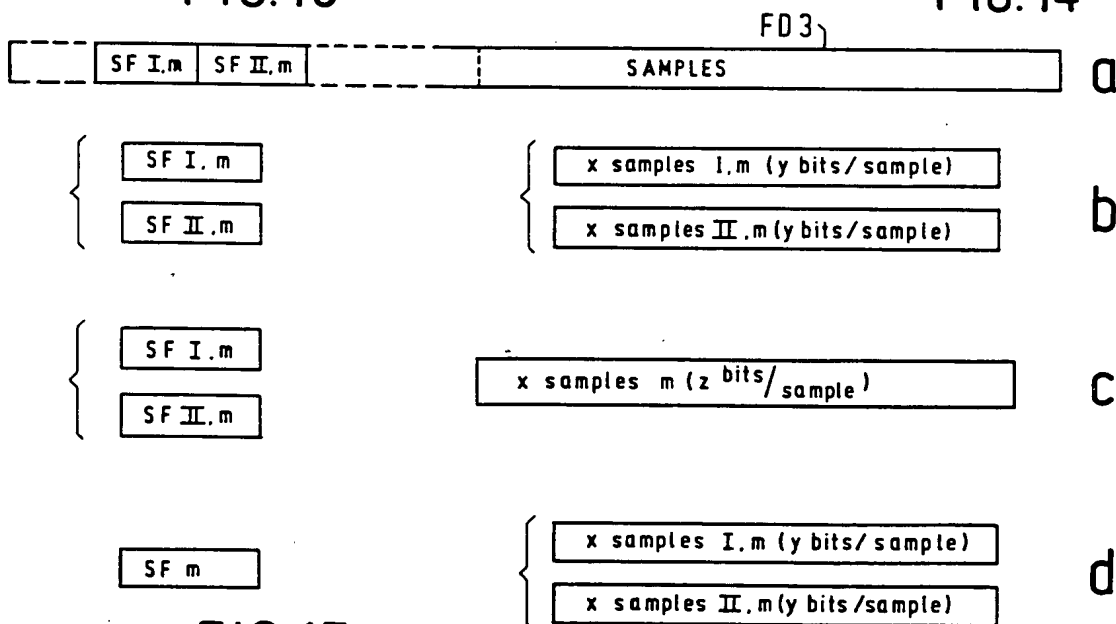 FD3
SF I,m SF II,m SAMPLES a
SF I,m x samples I,m (y bits/sample)
b
SF II,m x samples II,m (y bits/sample)
SF I,m
x samples m (z bits/sample) c
SF II,m
x samples I,m (y bits/sample)
SF m d
x samples II,m (y bits/sample)